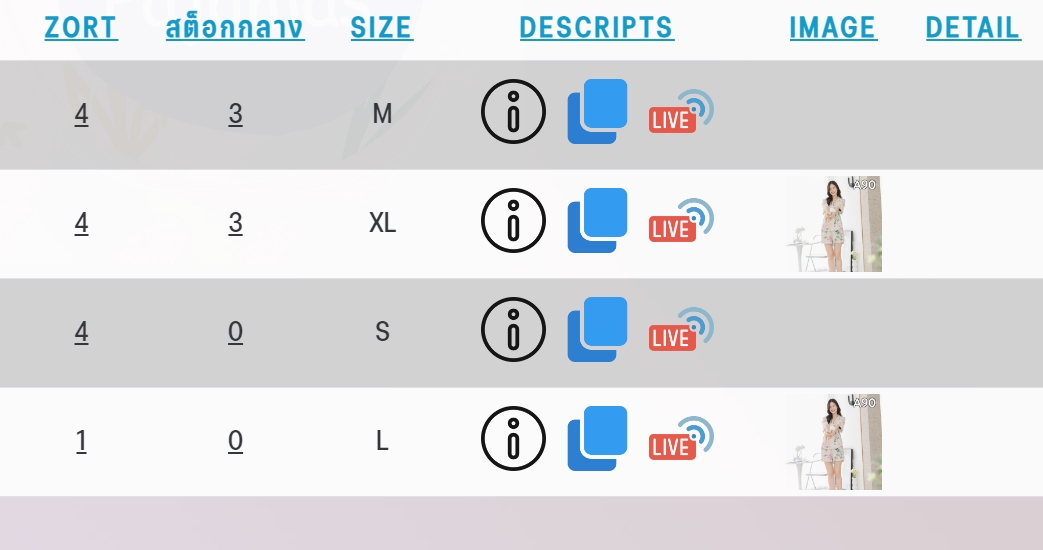 ZORT สต็อกกลาง SIZE DESCRIPTS IMAGE DETAIL
4 3 M LIVE
4 3 XL LIVE A90
4 0 S LIVE
1 0 L LIVE A90